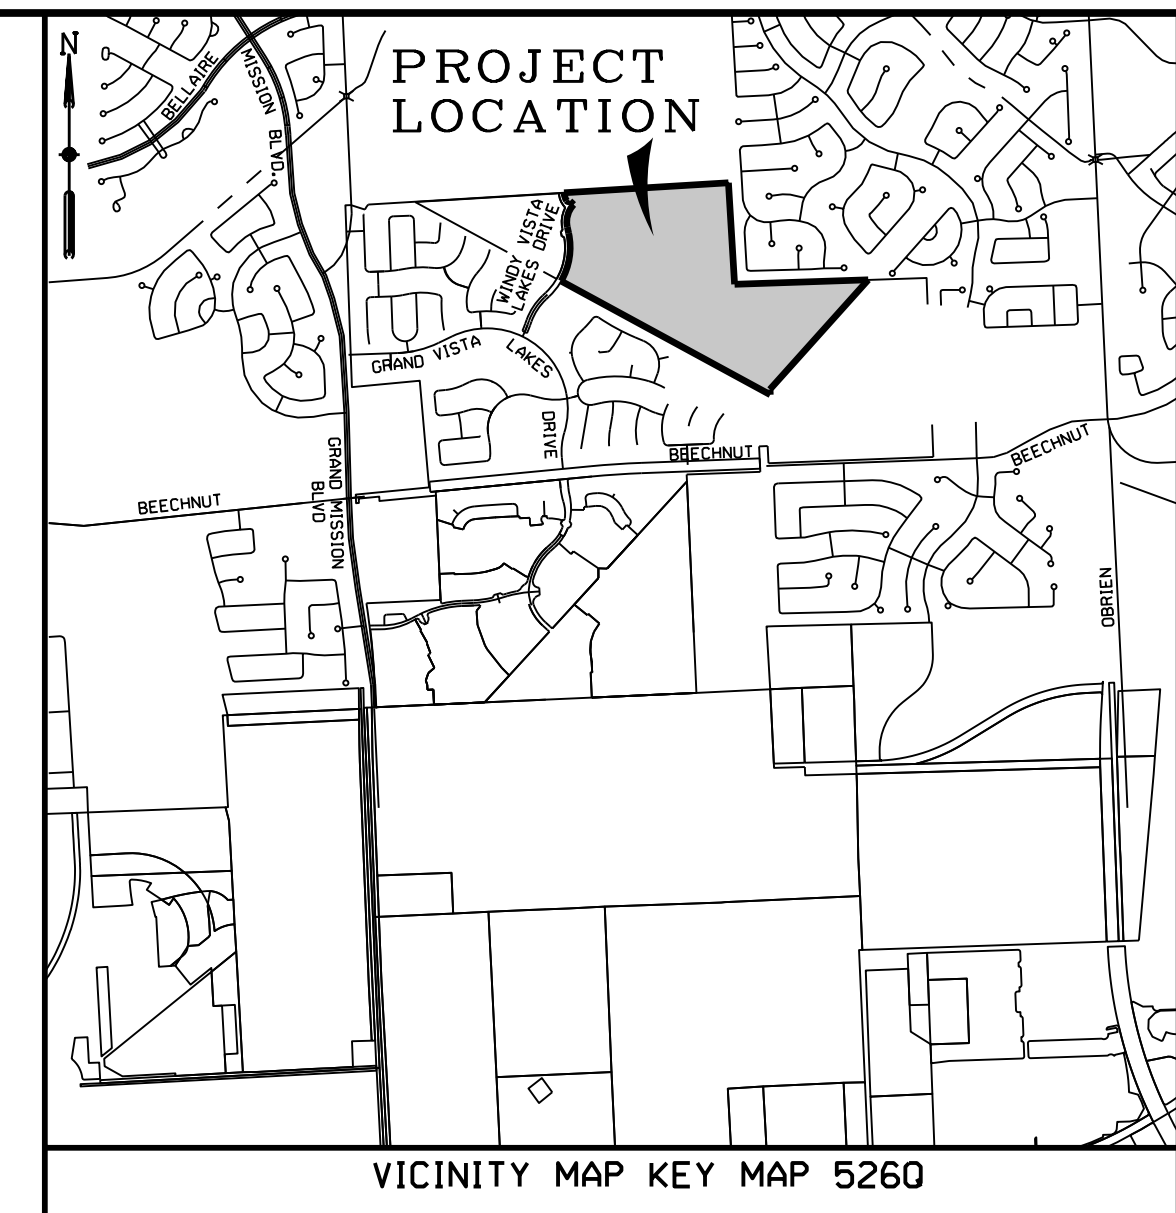 N
PROJECT
LOCATION
BELLAIRE
MISSION BLVD.
WINDY VISTA
LAKES DRIVE
GRAND VISTA
LAKES
DRIVE
BEECHNUT
BEECHNUT
BEECHNUT
GRAND MISSION
BLVD
OBRIEN
VICINITY MAP KEY MAP 526Q